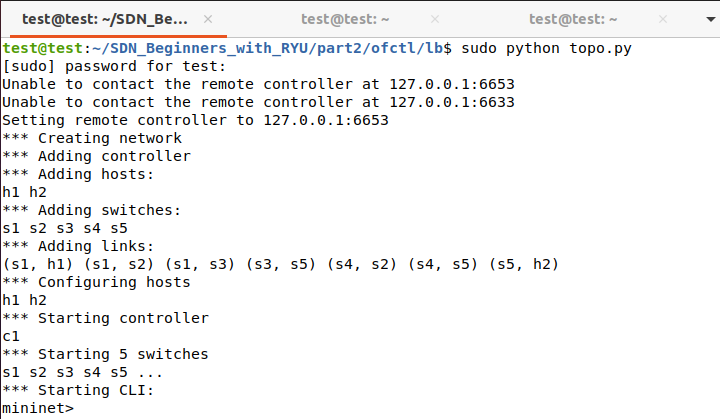 test@test: ~/SDN_Be... × test@test: ~ × test@test: ~ ×
test@test:~/SDN_Beginners_with_RYU/part2/ofctl/lb$ sudo python topo.py
[sudo] password for test:
Unable to contact the remote controller at 127.0.0.1:6653
Unable to contact the remote controller at 127.0.0.1:6633
Setting remote controller to 127.0.0.1:6653
*** Creating network
*** Adding controller
*** Adding hosts:
h1 h2
*** Adding switches:
s1 s2 s3 s4 s5
*** Adding links:
(s1, h1) (s1, s2) (s1, s3) (s3, s5) (s4, s2) (s4, s5) (s5, h2)
*** Configuring hosts
h1 h2
*** Starting controller
c1
*** Starting 5 switches
s1 s2 s3 s4 s5 ...
*** Starting CLI:
mininet>